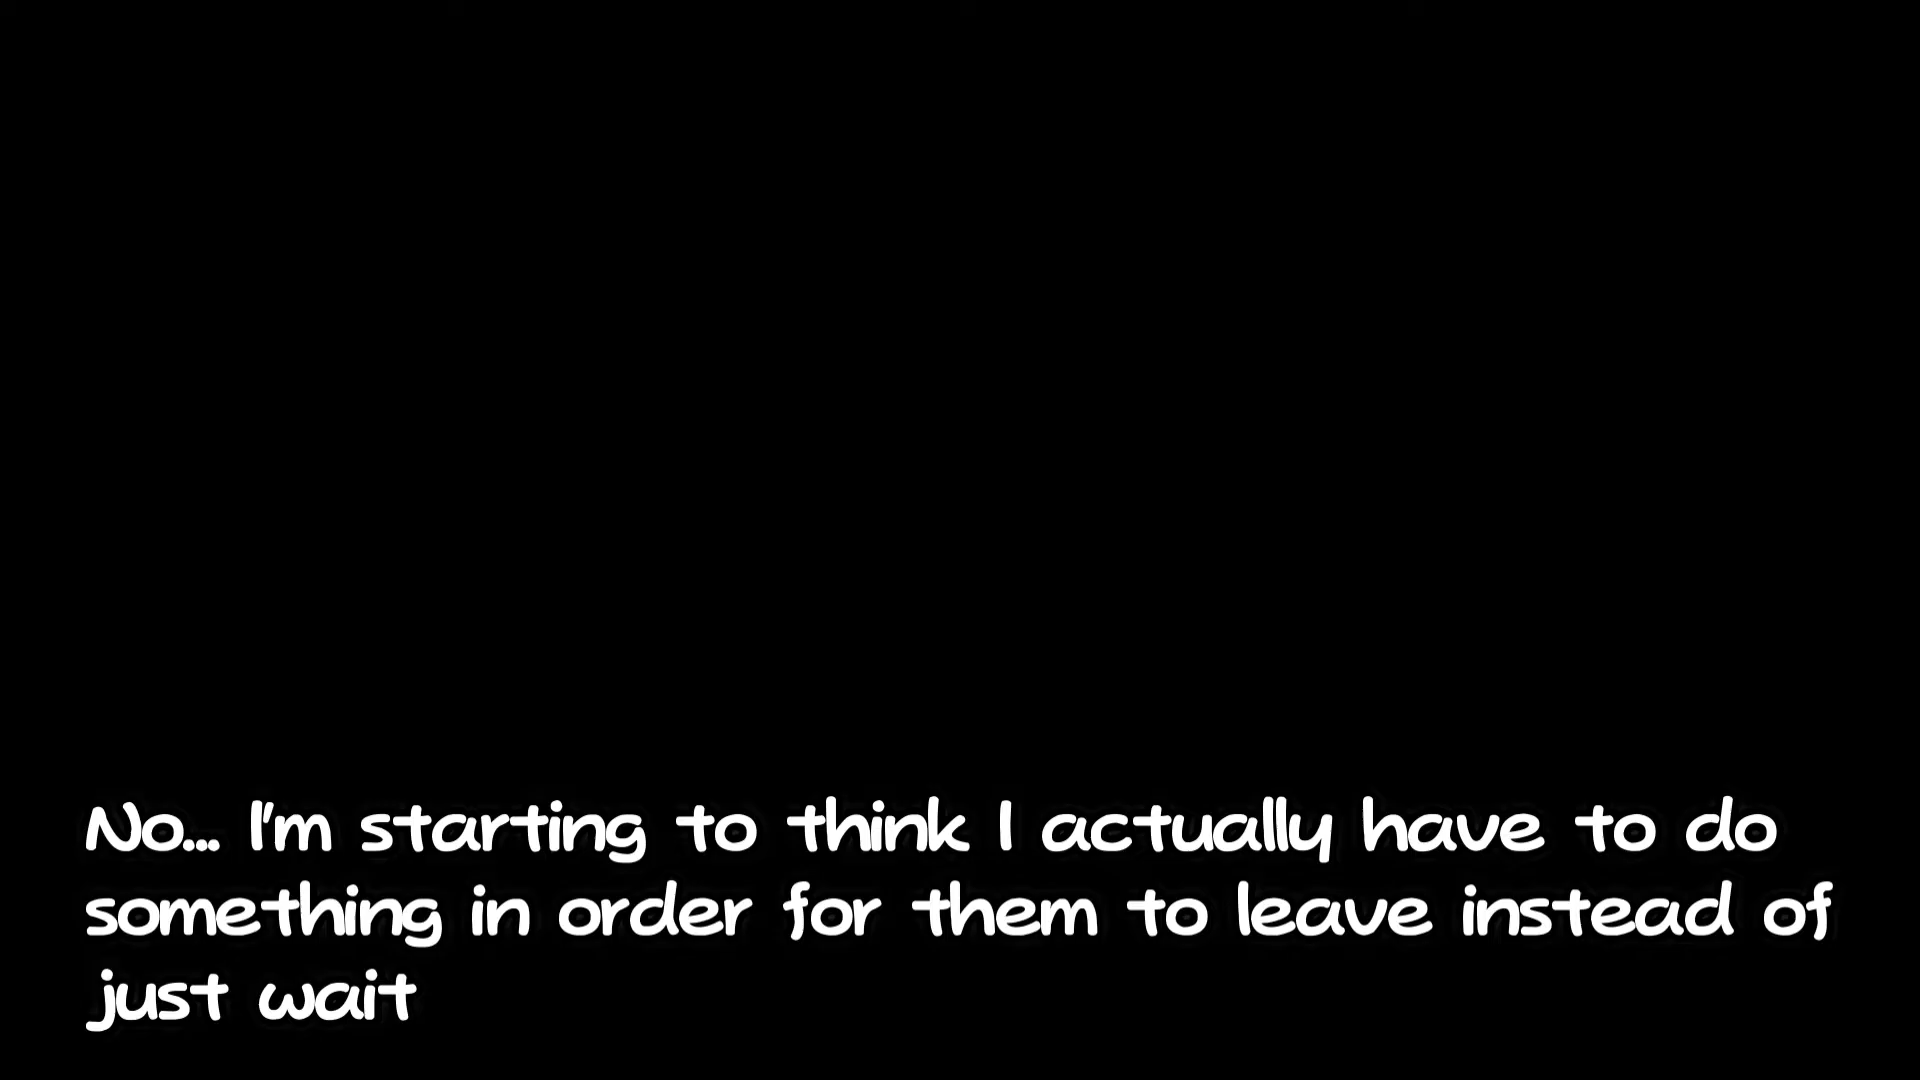 No... I'm starting to think I actually have to do
something in order for them to leave instead of
just wait